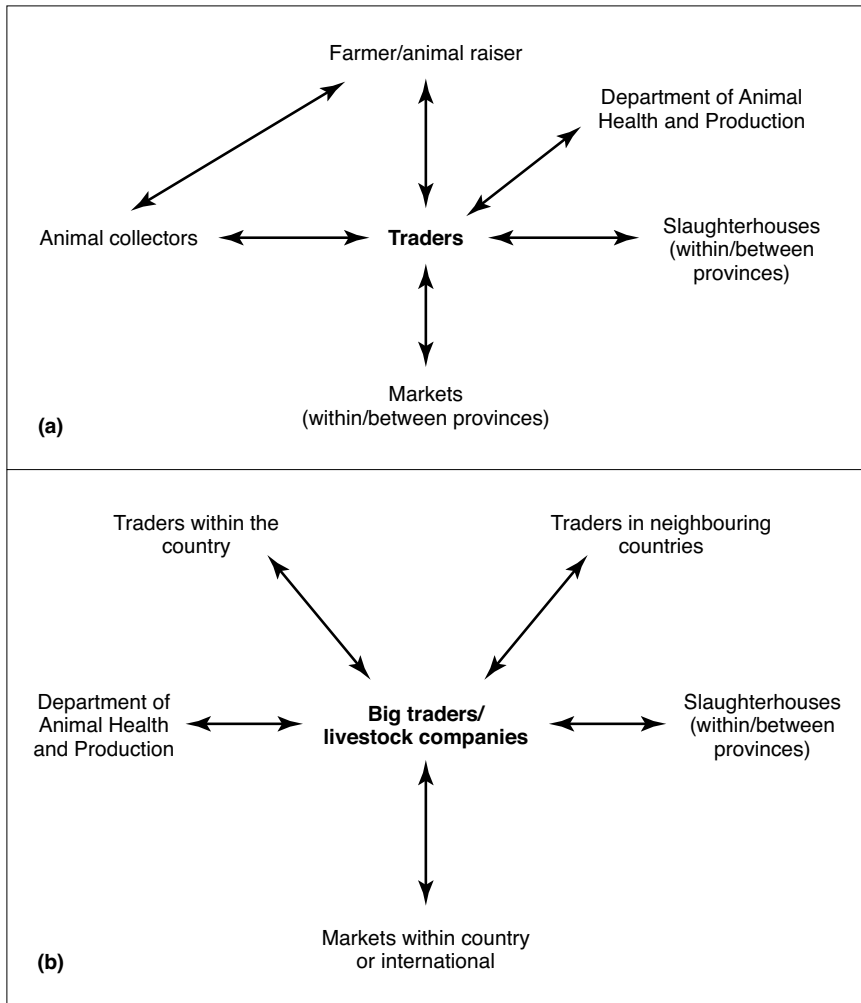 Farmer/animal raiser
Department of Animal
Health and Production
Animal collectors
Traders
Slaughterhouses
(within/between
provinces)
Markets
(within/between provinces)
(a)
Traders within the
country
Traders in neighbouring
countries
Department of
Animal Health
and Production
Big traders/
livestock companies
Slaughterhouses
(within/between
provinces)
Markets within country
or international
(b)